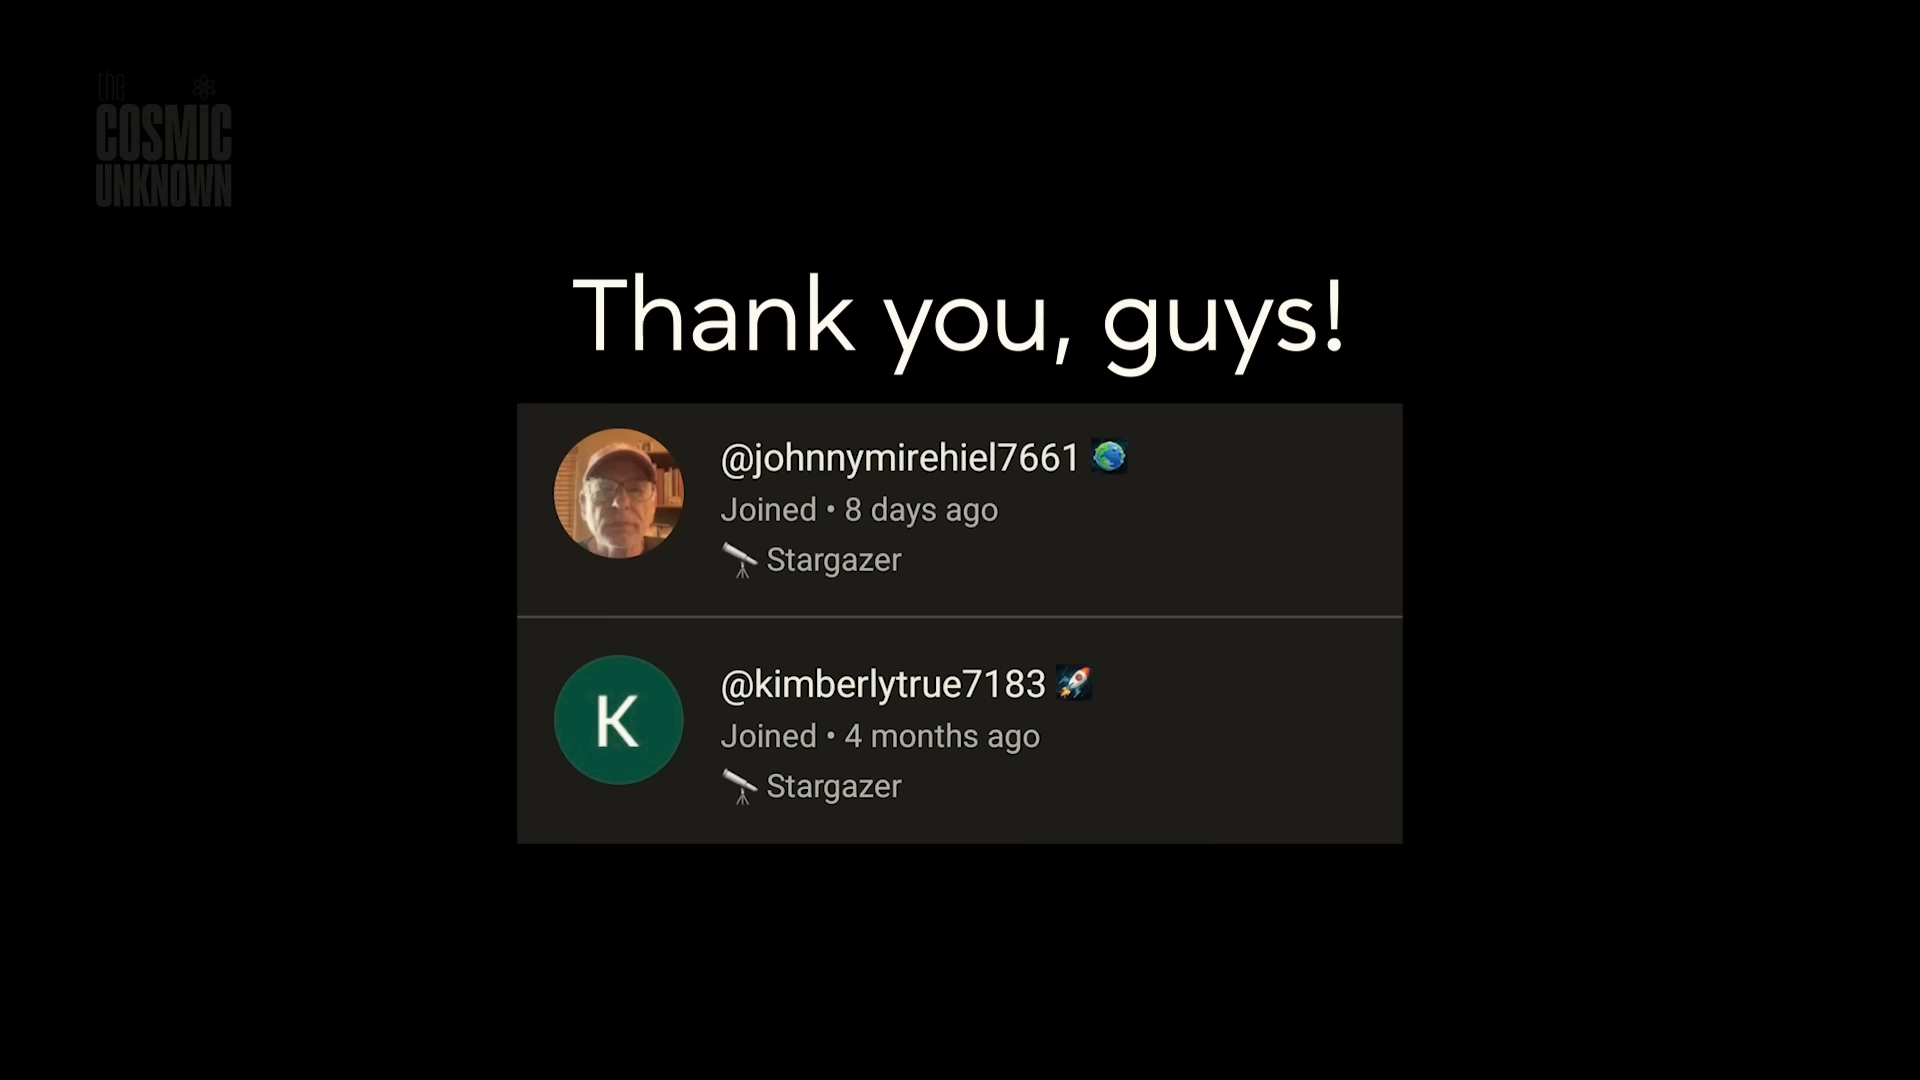 the
COSMIC
UNKNOWN
Thank you, guys!
@johnnymirehiel7661
Joined • 8 days ago
Stargazer
K
@kimberlytrue7183
Joined • 4 months ago
Stargazer